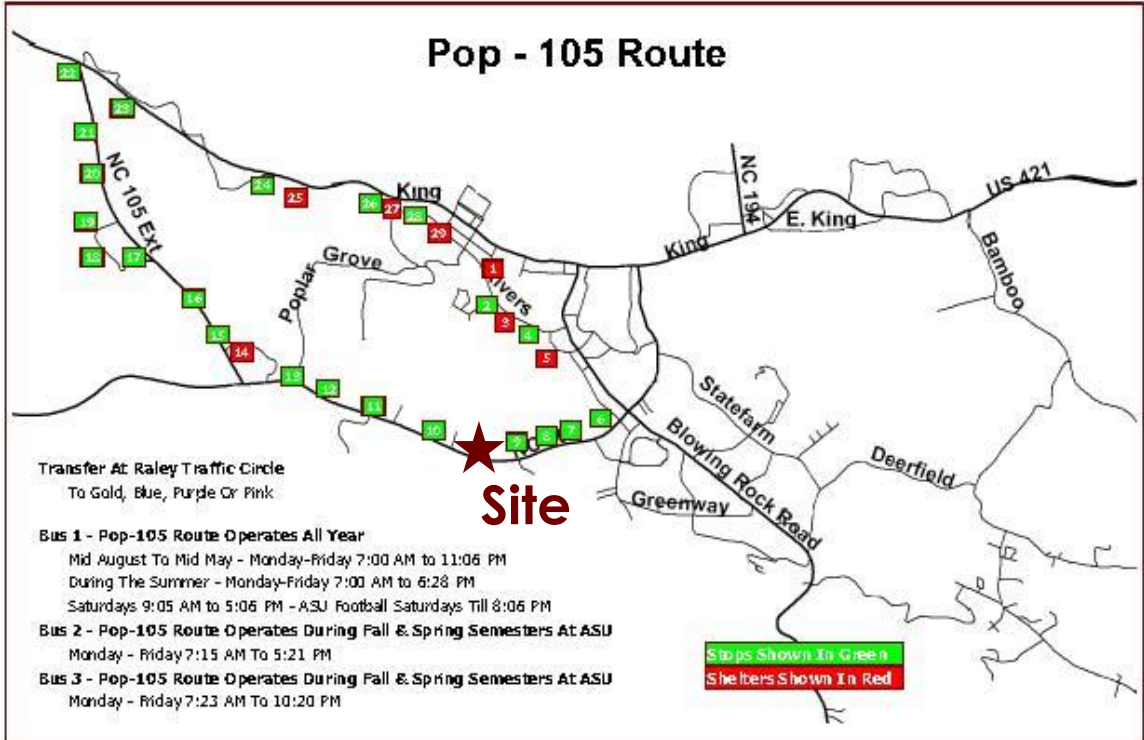 Pop - 105 Route
22
23
21
NC 105 Ext
20
24
25
King
26
27
28
19
29
18
17
Grove
1
Rivers
Poplar
2
3
4
5
16
15
14
13
12
11
10
9
8
7
6
NC 194
E. King
US 421
King
Bamboo
Statefarm
Blowing Rock Road
Deerfield
Greenway
Site
Transfer At Raley Traffic Circle
To Gold, Blue, Purple Or Pink
Bus 1 - Pop-105 Route Operates All Year
Mid August To Mid May - Monday-Friday 7:00 AM to 11:06 PM
During The Summer - Monday-Friday 7:00 AM to 6:28 PM
Saturdays 9:05 AM to 5:06 PM - ASU Football Saturdays Till 8:06 PM
Bus 2 - Pop-105 Route Operates During Fall & Spring Semesters At ASU
Monday - Friday 7:15 AM To 5:21 PM
Bus 3 - Pop-105 Route Operates During Fall & Spring Semesters At ASU
Monday - Friday 7:23 AM To 10:20 PM
Stops Shown In Green
Shelters Shown In Red